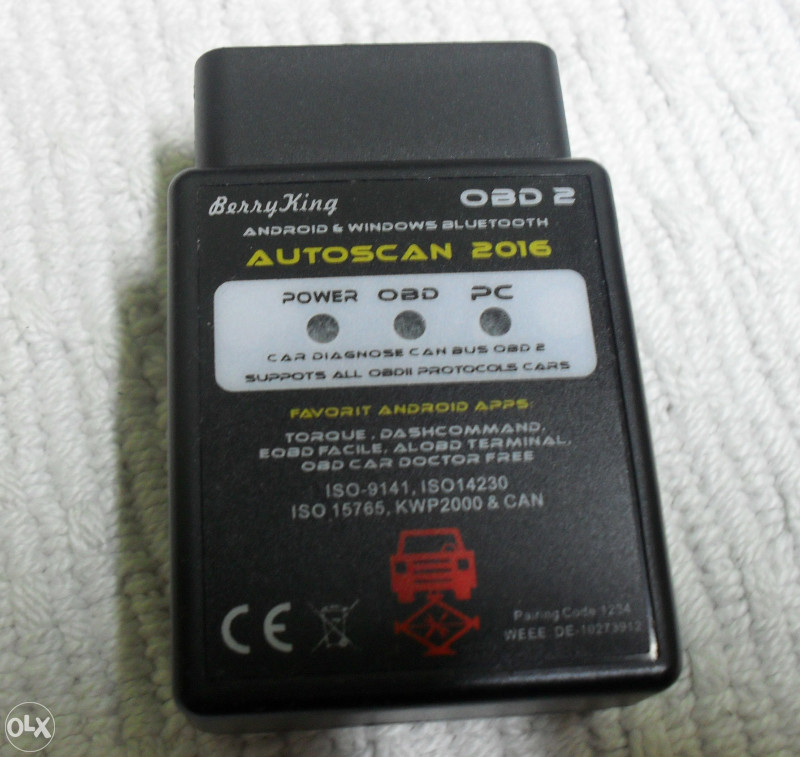 BerryKing OBD 2
ANDROID & WINDOWS BLUETOOTH
AUTOSCAN 2016
POWER OBD PC
CAR DIAGNOSE CAN BUS OBD 2
SUPPOTS ALL OBDII PROTOCOLS CARS
FAVORIT ANDROID APPS:
TORQUE, DASHCOMMAND,
EOBD FACILE, ALOBD TERMINAL,
OBD CAR DOCTOR FREE
ISO-9141, ISO14230
ISO 15765, KWP2000 & CAN
CE
Pairing Code 1234
WEEE: DE-10273912
OLX